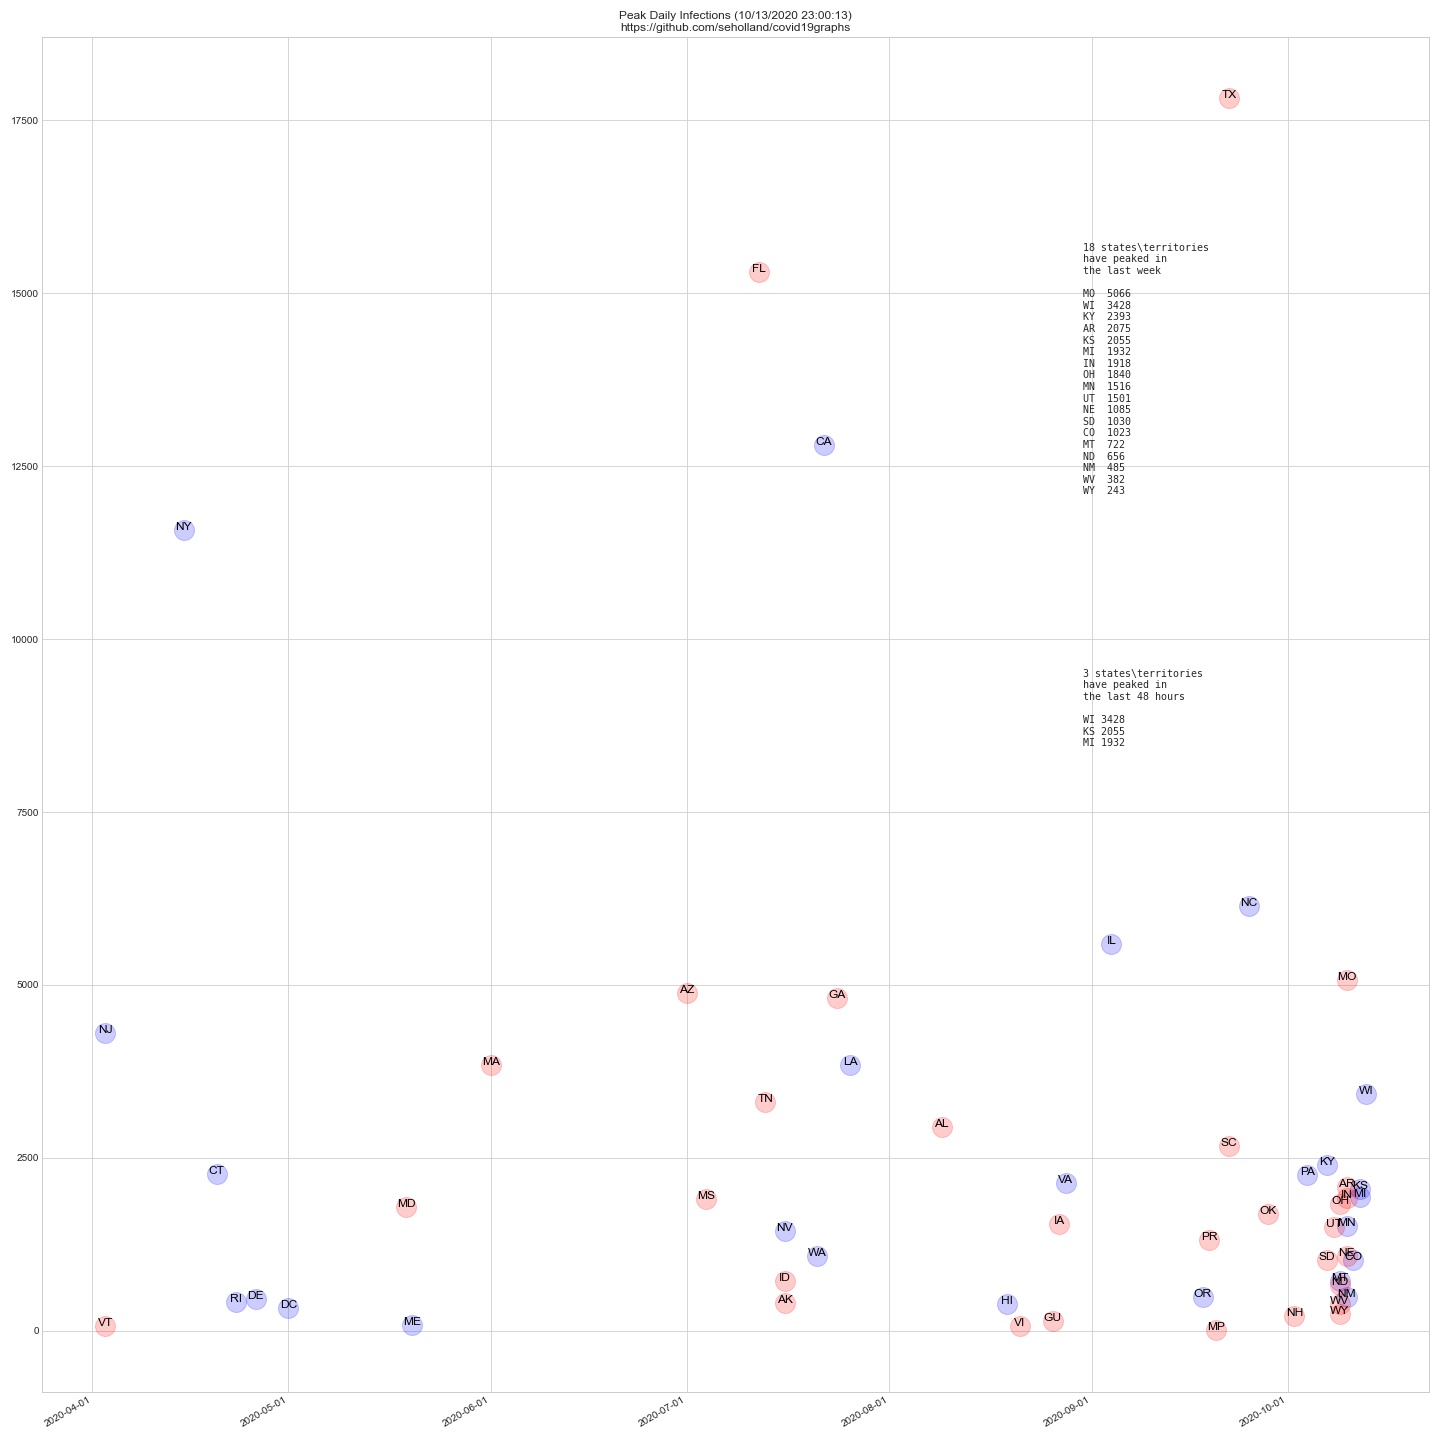 Peak Daily Infections (10/13/2020 23:00:13)
https://github.com/seholland/covid19graphs
17500
15000
12500
10000
7500
5000
2500
0
TX
FL
CA
NY
18 states\territories
have peaked in
the last week
MO 5066
WI 3428
KY 2393
AR 2075
KS 2055
MI 1932
IN 1918
OH 1840
MN 1516
UT 1501
NE 1085
SD 1030
CO 1023
MT 722
ND 656
NM 485
WV 382
WY 243
3 states\territories
have peaked in
the last 48 hours
WI 3428
KS 2055
MI 1932
NC
IL
MO
AZ
GA
NJ
MA
LA
TN
WI
AL
SC
CT
KY
PA
VA
AR
KS
MI
IN
OH
MD
MS
OK
IA
NV
UT
MN
PR
WA
SD
NE
CO
ID
MT
ND
RI
DE
DC
AK
HI
OR
NM
WV
WY
NH
VT
ME
VI
GU
MP
2020-04-01
2020-05-01
2020-06-01
2020-07-01
2020-08-01
2020-09-01
2020-10-01